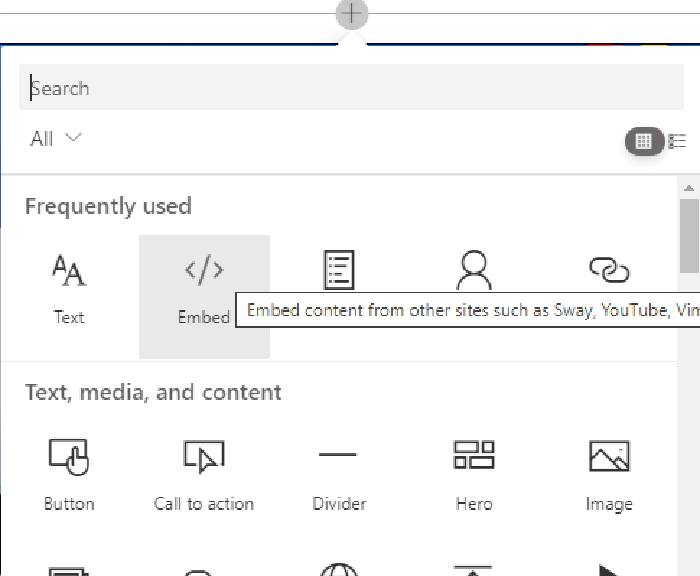 Search
All
Frequently used
Text
Embed
Embed content from other sites such as Sway, YouTube, Vim
Text, media, and content
Button
Call to action
Divider
Hero
Image